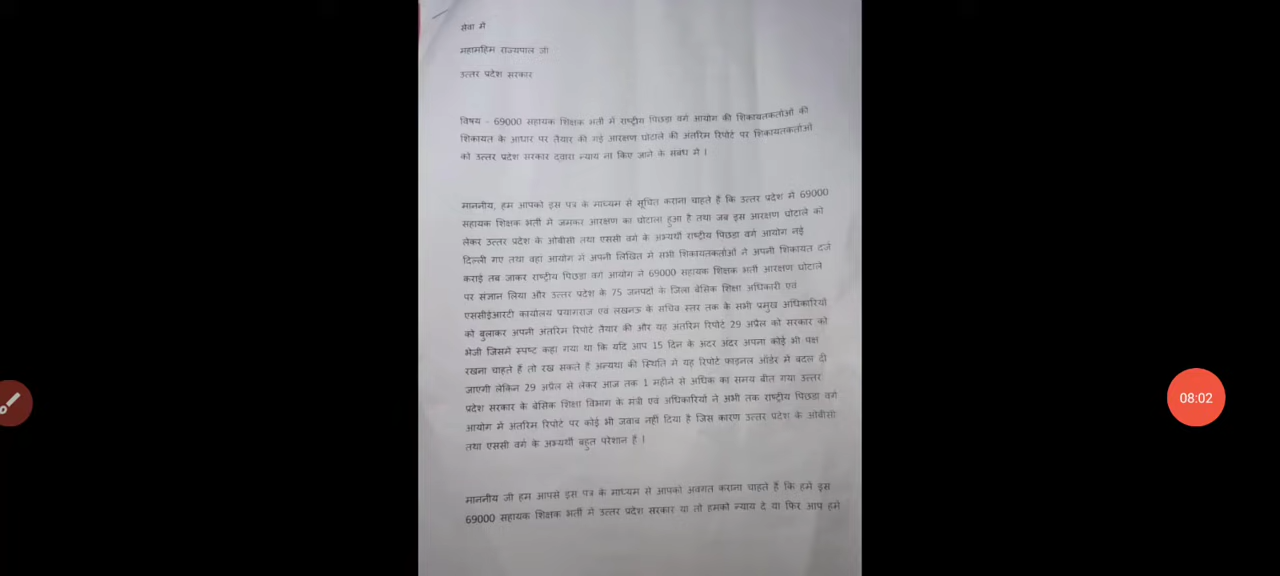 सेवा में
महामहिम राज्यपाल जी
उत्तर प्रदेश सरकार
विषय - 69000 सहायक शिक्षक भर्ती में राष्ट्रीय पिछड़ा वर्ग आयोग की शिकायतकर्ताओं की
शिकायत के आधार पर तैयार की गई आरक्षण घोटाले की अंतरिम रिपोर्ट पर शिकायतकर्ताओं
को उत्तर प्रदेश सरकार द्वारा न्याय ना किए जाने के संबंध में ।
माननीय, हम आपको इस पत्र के माध्यम से सूचित कराना चाहते हैं कि उत्तर प्रदेश में 69000
सहायक शिक्षक भर्ती में जमकर आरक्षण का घोटाला हुआ है तथा जब इस आरक्षण घोटाले को
लेकर उत्तर प्रदेश के ओबीसी तथा एससी वर्ग के अभ्यर्थी राष्ट्रीय पिछड़ा वर्ग आयोग नई
दिल्ली गए तथा वहां आयोग में अपनी लिखित में सभी शिकायतकर्ताओं ने अपनी शिकायत दर्ज
कराई तब जाकर राष्ट्रीय पिछड़ा वर्ग आयोग ने 69000 सहायक शिक्षक भर्ती आरक्षण घोटाले
पर संज्ञान लिया और उत्तर प्रदेश के 75 जनपदों के जिला बेसिक शिक्षा अधिकारी एवं
एससीईआरटी कार्यालय प्रयागराज एवं लखनऊ के सचिव स्तर तक के सभी प्रमुख अधिकारियों
को बुलाकर अपनी अंतरिम रिपोर्ट तैयार की और यह अंतरिम रिपोर्ट 29 अप्रैल को सरकार को
भेजी जिसमें स्पष्ट कहा गया था कि यदि आप 15 दिन के अंदर अंदर अपना कोई भी पक्ष
रखना चाहते हैं तो रख सकते हैं अन्यथा की स्थिति में यह रिपोर्ट फाइनल ऑर्डर में बदल दी
जाएगी लेकिन 29 अप्रैल से लेकर आज तक 1 महीने से अधिक का समय बीत गया उत्तर
प्रदेश सरकार के बेसिक शिक्षा विभाग के मंत्री एवं अधिकारियों ने अभी तक राष्ट्रीय पिछड़ा वर्ग
आयोग में अंतरिम रिपोर्ट पर कोई भी जवाब नहीं दिया है जिस कारण उत्तर प्रदेश के ओबीसी
तथा एससी वर्ग के अभ्यर्थी बहुत परेशान हैं ।
माननीय जी हम आपसे इस पत्र के माध्यम से आपको अवगत कराना चाहते हैं कि हमें इस
69000 सहायक शिक्षक भर्ती में उत्तर प्रदेश सरकार या तो हमको न्याय दे या फिर आप हमें
08:02